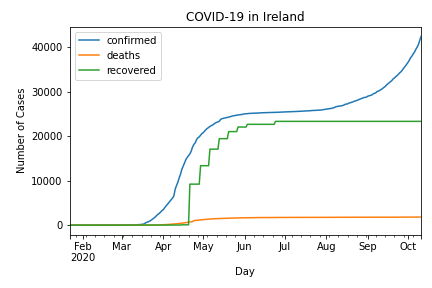 COVID-19 in Ireland
confirmed
deaths
recovered
Number of Cases
40000
30000
20000
10000
0
Feb Mar Apr May Jun Jul Aug Sep Oct
2020
Day